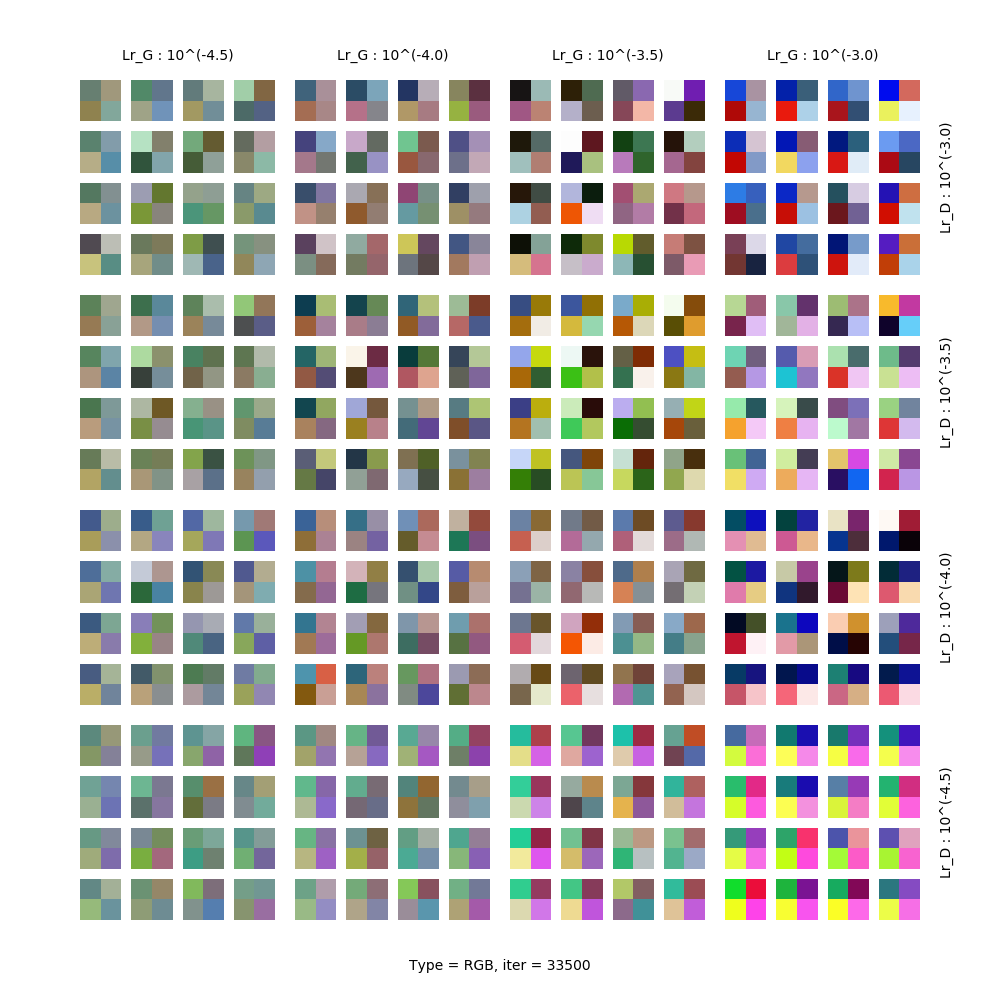 Lr_G : 10^(-4.5)
Lr_G : 10^(-4.0)
Lr_G : 10^(-3.5)
Lr_G : 10^(-3.0)
Lr_D : 10^(-3.0)
Lr_D : 10^(-3.5)
Lr_D : 10^(-4.0)
Lr_D : 10^(-4.5)
Type = RGB, iter = 33500